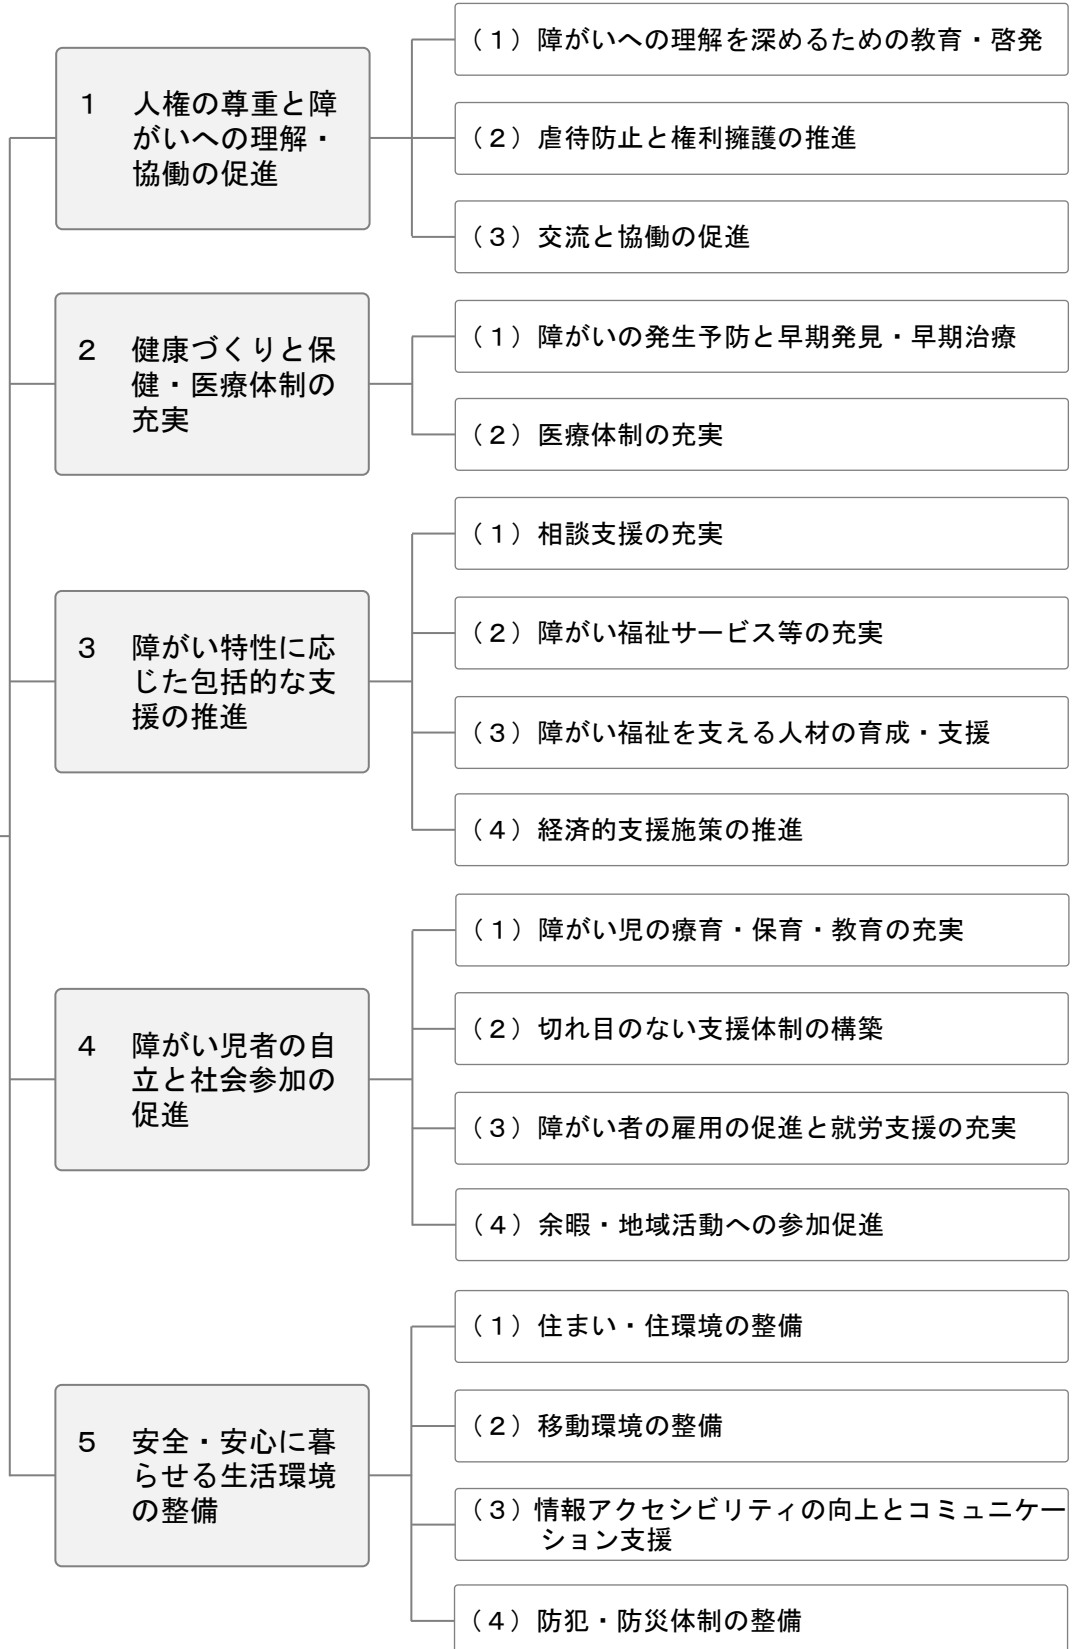 1 人権の尊重と障
がいへの理解・
協働の促進
（１）障がいへの理解を深めるための教育・啓発
（２）虐待防止と権利擁護の推進
（３）交流と協働の促進
2 健康づくりと保
健・医療体制の
充実
（１）障がいの発生予防と早期発見・早期治療
（２）医療体制の充実
3 障がい特性に応
じた包括的な支
援の推進
（１）相談支援の充実
（２）障がい福祉サービス等の充実
（３）障がい福祉を支える人材の育成・支援
（４）経済的支援施策の推進
4 障がい児者の自
立と社会参加の
促進
（１）障がい児の療育・保育・教育の充実
（２）切れ目のない支援体制の構築
（３）障がい者の雇用の促進と就労支援の充実
（４）余暇・地域活動への参加促進
5 安全・安心に暮
らせる生活環境
の整備
（１）住まい・住環境の整備
（２）移動環境の整備
（３）情報アクセシビリティの向上とコミュニケー
ション支援
（４）防犯・防災体制の整備